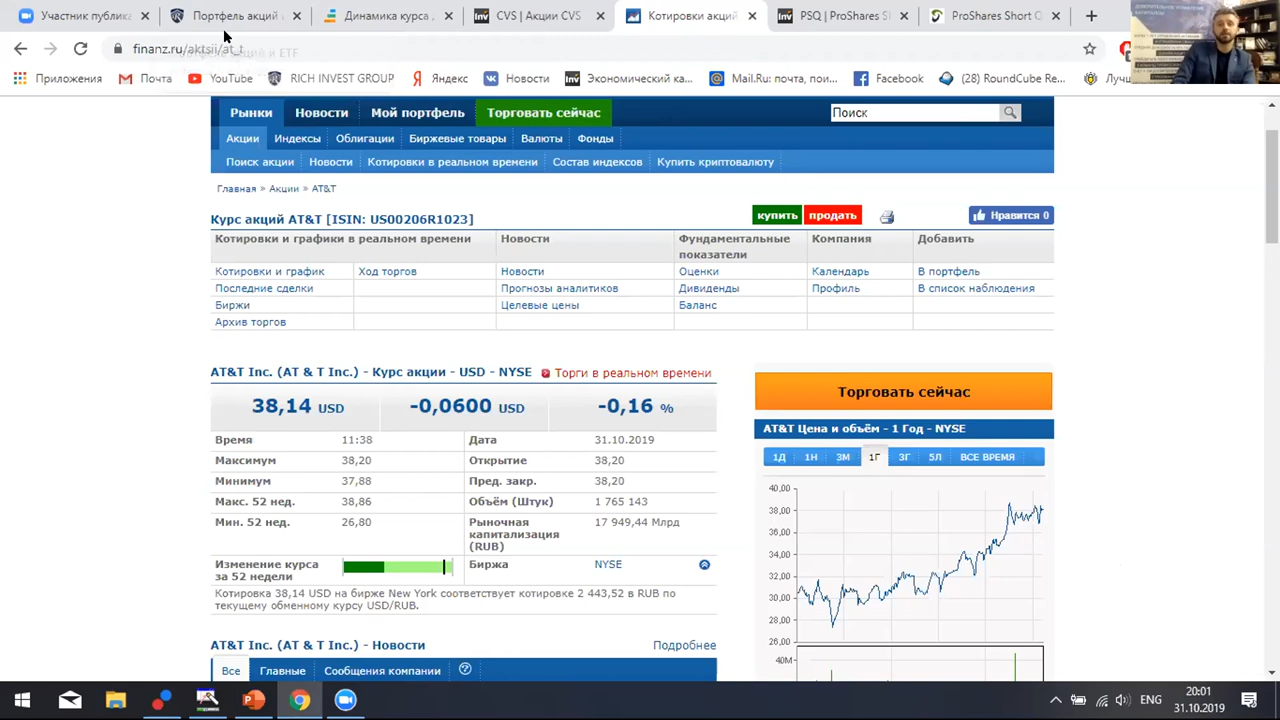 Участник публик
Портфель акций
Динамика курса
CVS | Акции CVS
Котировки акций
PSQ | ProShares
ProShares Short Q
finanz.ru/aktsii/at_t
Приложения
Почта
YouTube
RICH INVEST GROUP
Яндекс
Новости
Экономический ка...
Mail.Ru: почта, пои...
Facebook
(28) RoundCube Re...
Лучш
Рынки
Новости
Мой портфель
Торговать сейчас
Поиск
Акции
Индексы
Облигации
Биржевые товары
Валюты
Фонды
Поиск акции
Новости
Котировки в реальном времени
Состав индексов
Купить криптовалюту
Главная » Акции » AT&T
Курс акций AT&T [ISIN: US00206R1023]
купить
продать
Нравится 0
Котировки и графики в реальном времени
Новости
Фундаментальные
показатели
Компания
Добавить
Котировки и график
Ход торгов
Новости
Оценки
Календарь
В портфель
Последние сделки
Прогнозы аналитиков
Дивиденды
Профиль
В список наблюдения
Биржи
Целевые цены
Баланс
Архив торгов
AT&T Inc. (AT & T Inc.) - Курс акции - USD - NYSE
Торги в реальном времени
38,14 USD
-0,0600 USD
-0,16 %
Время 11:38 Дата 31.10.2019
Максимум 38,20 Открытие 38,20
Минимум 37,88 Пред. закр. 38,20
Макс. 52 нед. 38,86 Объём (Штук) 1 765 143
Мин. 52 нед. 26,80 Рыночная 17 949,44 Млрд
капитализация
(RUB)
Изменение курса Биржа NYSE
за 52 недели
Котировка 38,14 USD на бирже New York соответствует котировке 2 443,52 в RUB по
текущему обменному курсу USD/RUB.
AT&T Inc. (AT & T Inc.) - Новости
Подробнее
Все
Главные
Сообщения компании
Торговать сейчас
AT&T Цена и объём - 1 Год - NYSE
1Д
1Н
3М
1Г
3Г
5Л
ВСЕ ВРЕМЯ
40,00
38,00
36,00
34,00
32,00
30,00
28,00
26,00
40M
ENG
20:01
31.10.2019